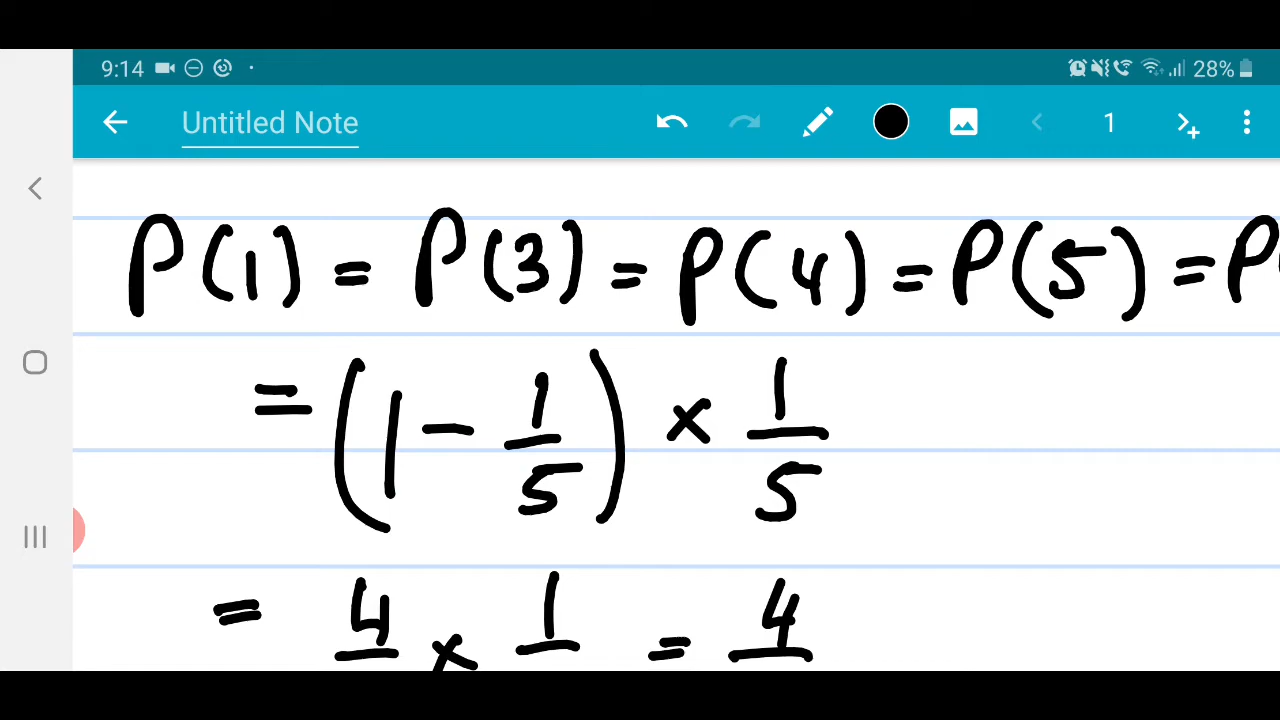 9:14 28%
Untitled Note 1
P(1) = P(3) = P(4) = P(5) = P(
= (1 - 1/5) × 1/5
= 4 × 1 = 4